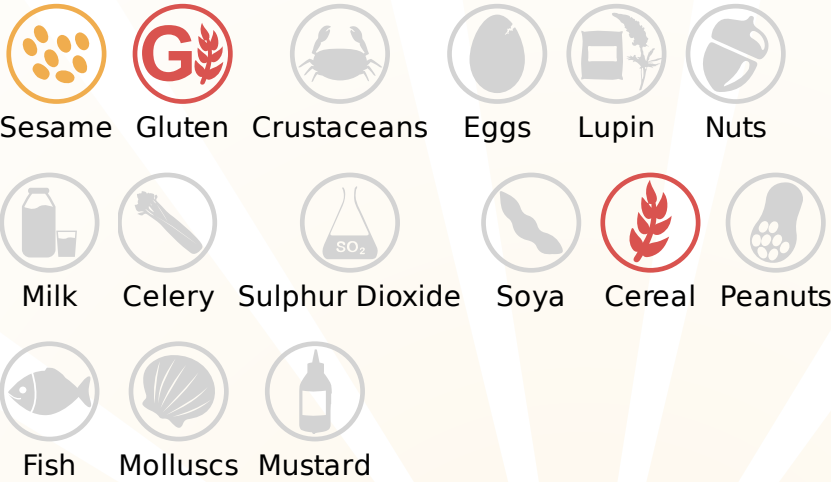 G
Sesame Gluten Crustaceans Eggs Lupin Nuts
SO₂
Milk Celery Sulphur Dioxide Soya Cereal Peanuts
Fish Molluscs Mustard